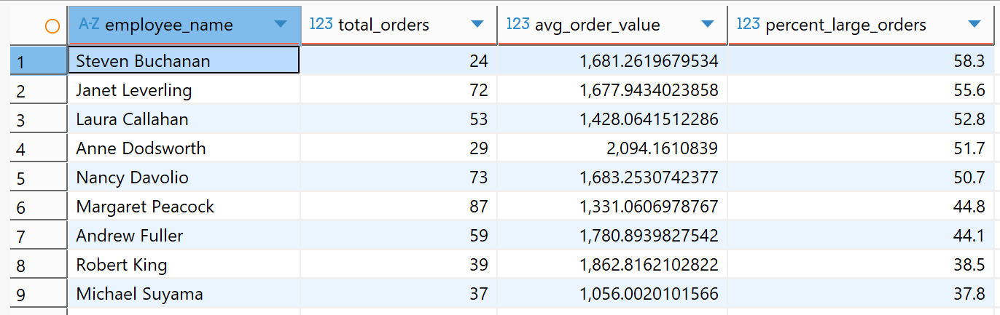 A-Z employee_name 123 total_orders 123 avg_order_value 123 percent_large_orders
1 Steven Buchanan 24 1,681.2619679534 58.3
2 Janet Leverling 72 1,677.9434023858 55.6
3 Laura Callahan 53 1,428.0641512286 52.8
4 Anne Dodsworth 29 2,094.1610839 51.7
5 Nancy Davolio 73 1,683.2530742377 50.7
6 Margaret Peacock 87 1,331.0606978767 44.8
7 Andrew Fuller 59 1,780.8939827542 44.1
8 Robert King 39 1,862.8162102822 38.5
9 Michael Suyama 37 1,056.0020101566 37.8